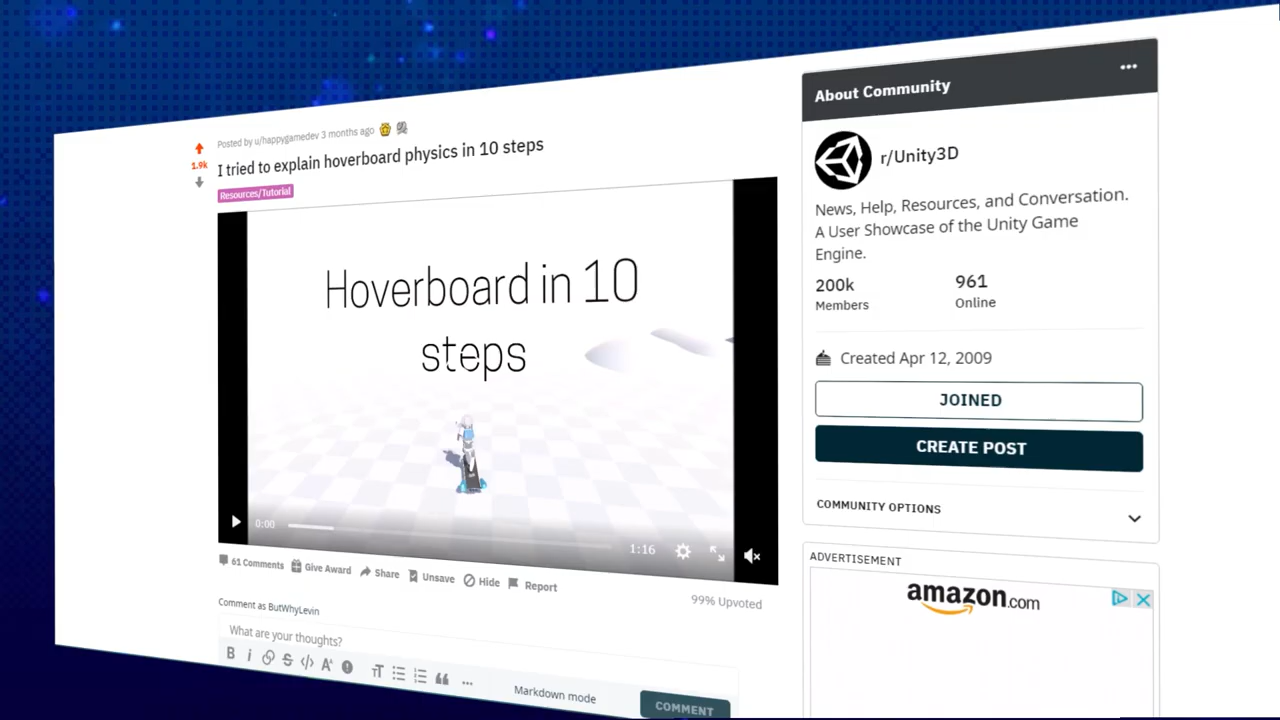 Posted by u/happygamedev 3 months ago
1.9k
I tried to explain hoverboard physics in 10 steps
Resources/Tutorial
Hoverboard in 10
steps
0:00
1:16
61 Comments
Give Award
Share
Unsave
Hide
Report
99% Upvoted
Comment as ButWhyLevin
What are your thoughts?
B i S </> A T
Markdown mode
COMMENT
About Community
r/Unity3D
News, Help, Resources, and Conversation.
A User Showcase of the Unity Game
Engine.
200k
Members
961
Online
Created Apr 12, 2009
JOINED
CREATE POST
COMMUNITY OPTIONS
ADVERTISEMENT
amazon.com